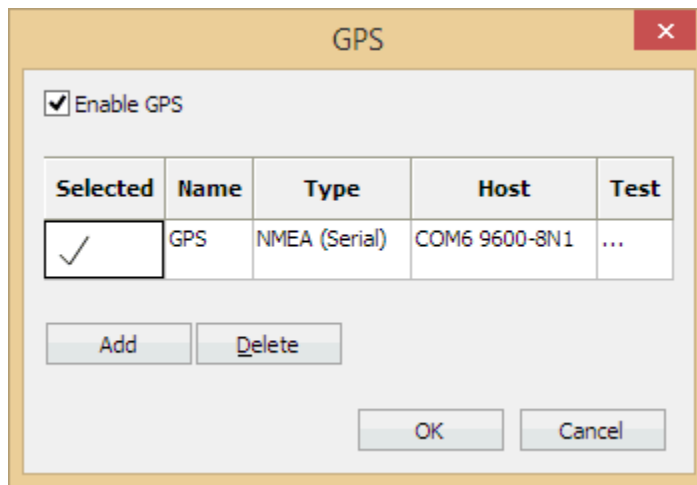 GPS
Enable GPS
Selected Name Type Host Test
GPS NMEA (Serial) COM6 9600-8N1 ...
Add Delete
OK Cancel